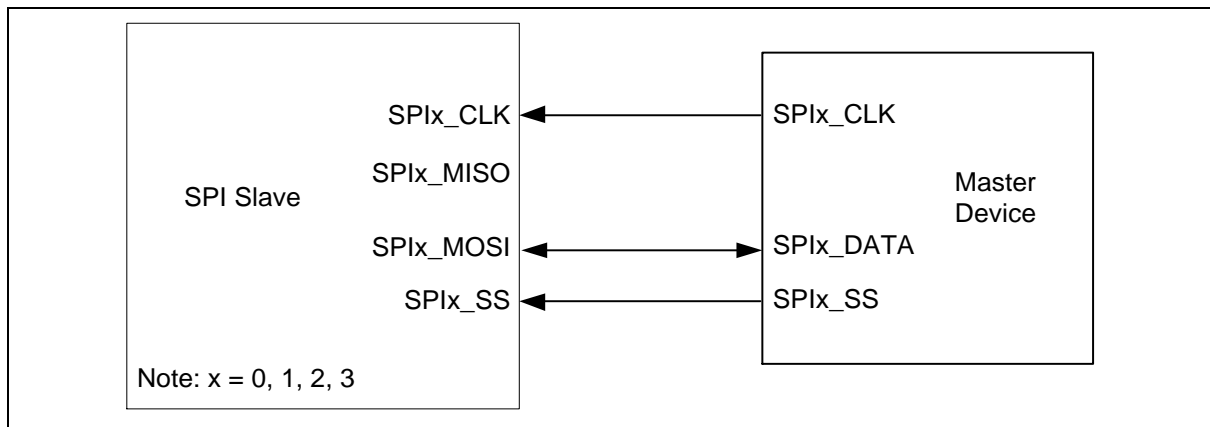 SPIx_CLK
SPIx_MISO
SPI Slave
SPIx_MOSI
SPIx_SS
Note: x = 0, 1, 2, 3
SPIx_CLK
Master
Device
SPIx_DATA
SPIx_SS